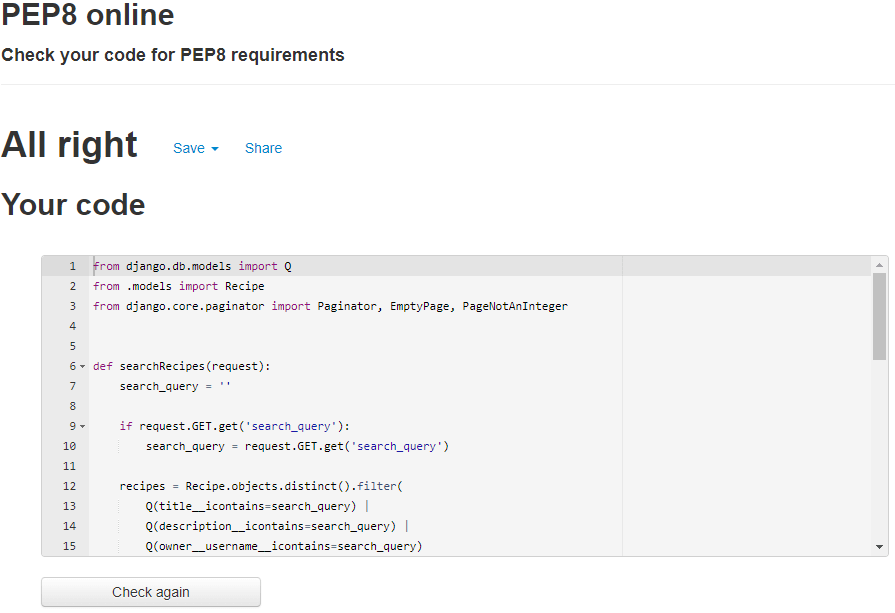 PEP8 online
Check your code for PEP8 requirements
All right Save Share
Your code
1 from django.db.models import Q
2 from .models import Recipe
3 from django.core.paginator import Paginator, EmptyPage, PageNotAnInteger
4
5
6 def searchRecipes(request):
7 search_query = ''
8
9 if request.GET.get('search_query'):
10 search_query = request.GET.get('search_query')
11
12 recipes = Recipe.objects.distinct().filter(
13 Q(title__icontains=search_query) |
14 Q(description__icontains=search_query) |
15 Q(owner__username__icontains=search_query)
Check again